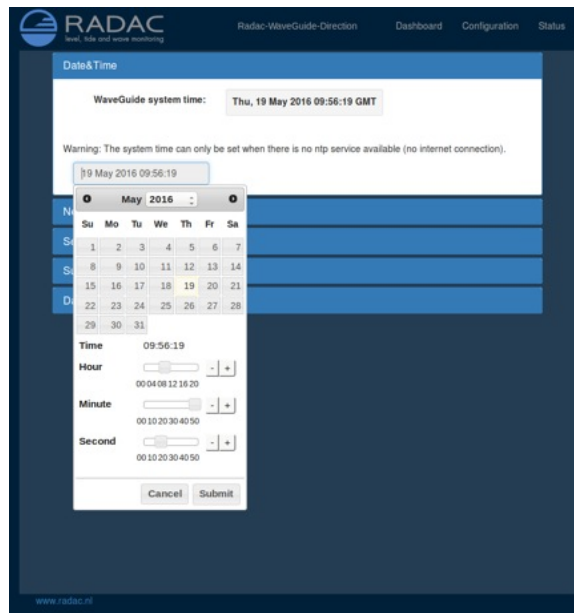 RADAC
level, tide and wave monitoring
Radac-WaveGuide-Direction Dashboard Configuration Status
Date&Time
WaveGuide system time: Thu, 19 May 2016 09:56:19 GMT
Warning: The system time can only be set when there is no ntp service available (no internet connection).
19 May 2016 09:56:19
May 2016
Su Mo Tu We Th Fr Sa
1 2 3 4 5 6 7
8 9 10 11 12 13 14
15 16 17 18 19 20 21
22 23 24 25 26 27 28
29 30 31
Time 09:56:19
Hour - +
00 04 08 12 16 20
Minute - +
00 10 20 30 40 50
Second - +
00 10 20 30 40 50
Cancel Submit
www.radac.nl